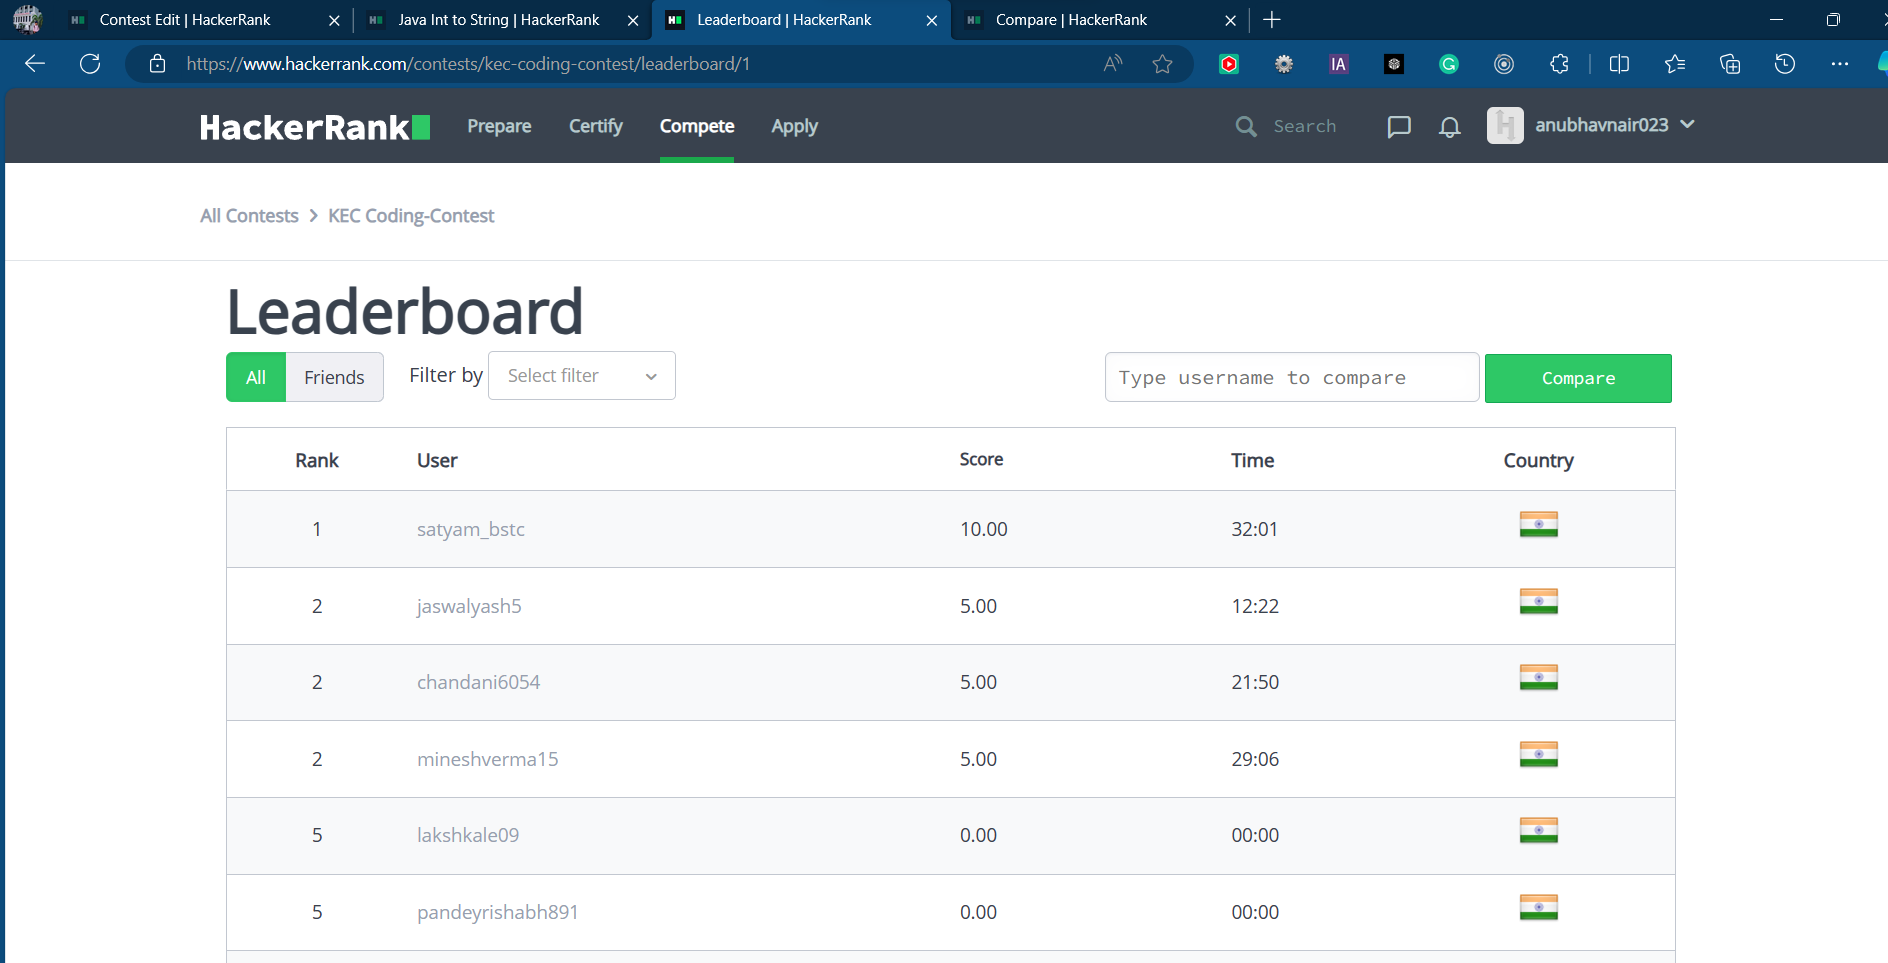 Contest Edit | HackerRank
Java Int to String | HackerRank
Leaderboard | HackerRank
Compare | HackerRank
https://www.hackerrank.com/contests/kec-coding-contest/leaderboard/1
HackerRank Prepare Certify Compete Apply Search anubhavnair023
All Contests > KEC Coding-Contest
Leaderboard
All Friends Filter by Select filter Type username to compare Compare
Rank User Score Time Country
1 satyam_bstc 10.00 32:01
2 jaswalyash5 5.00 12:22
2 chandani6054 5.00 21:50
2 mineshverma15 5.00 29:06
5 lakshkale09 0.00 00:00
5 pandeyrishabh891 0.00 00:00